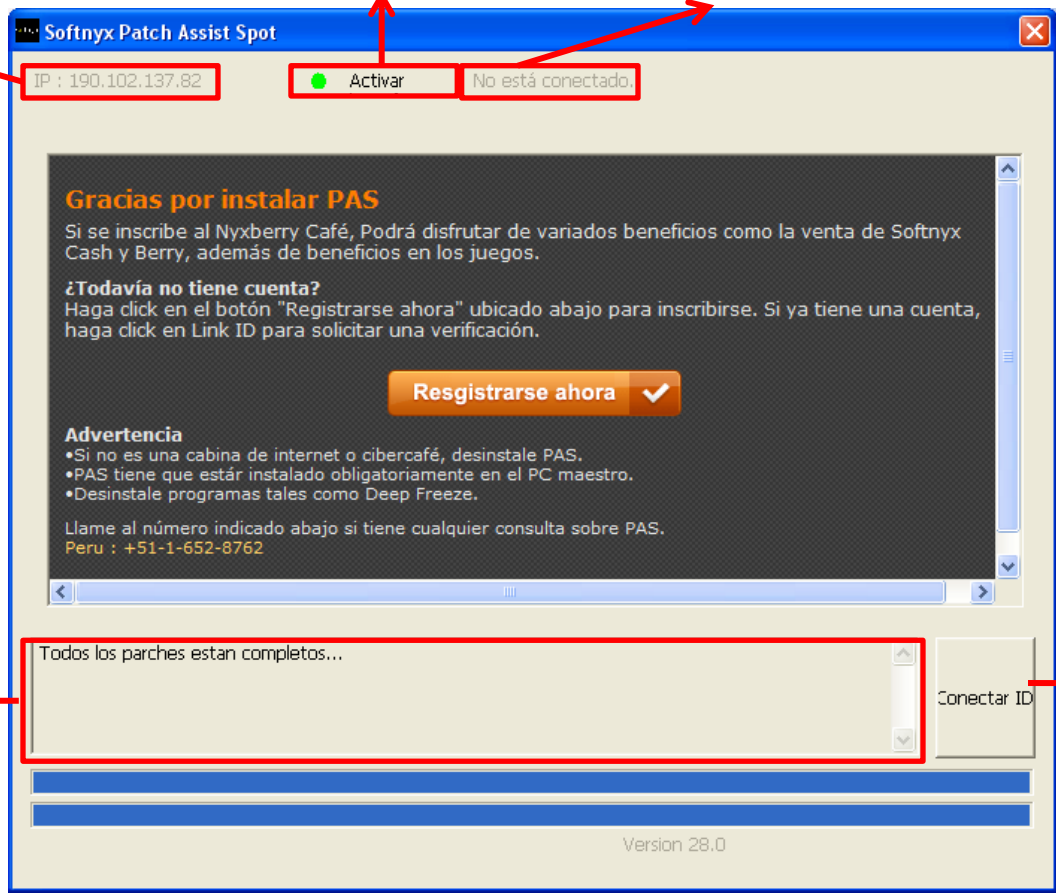 Softnyx Patch Assist Spot
IP : 190.102.137.82
Activar
No está conectado.
Gracias por instalar PAS
Si se inscribe al Nyxberry Café, Podrá disfrutar de variados beneficios como la venta de Softnyx
Cash y Berry, además de beneficios en los juegos.
¿Todavía no tiene cuenta?
Haga click en el botón "Registrarse ahora" ubicado abajo para inscribirse. Si ya tiene una cuenta,
haga click en Link ID para solicitar una verificación.
Resgistrarse ahora
Advertencia
•Si no es una cabina de internet o cibercafé, desinstale PAS.
•PAS tiene que estár instalado obligatoriamente en el PC maestro.
•Desinstale programas tales como Deep Freeze.
Llame al número indicado abajo si tiene cualquier consulta sobre PAS.
Peru : +51-1-652-8762
Todos los parches estan completos...
Conectar ID
Version 28.0